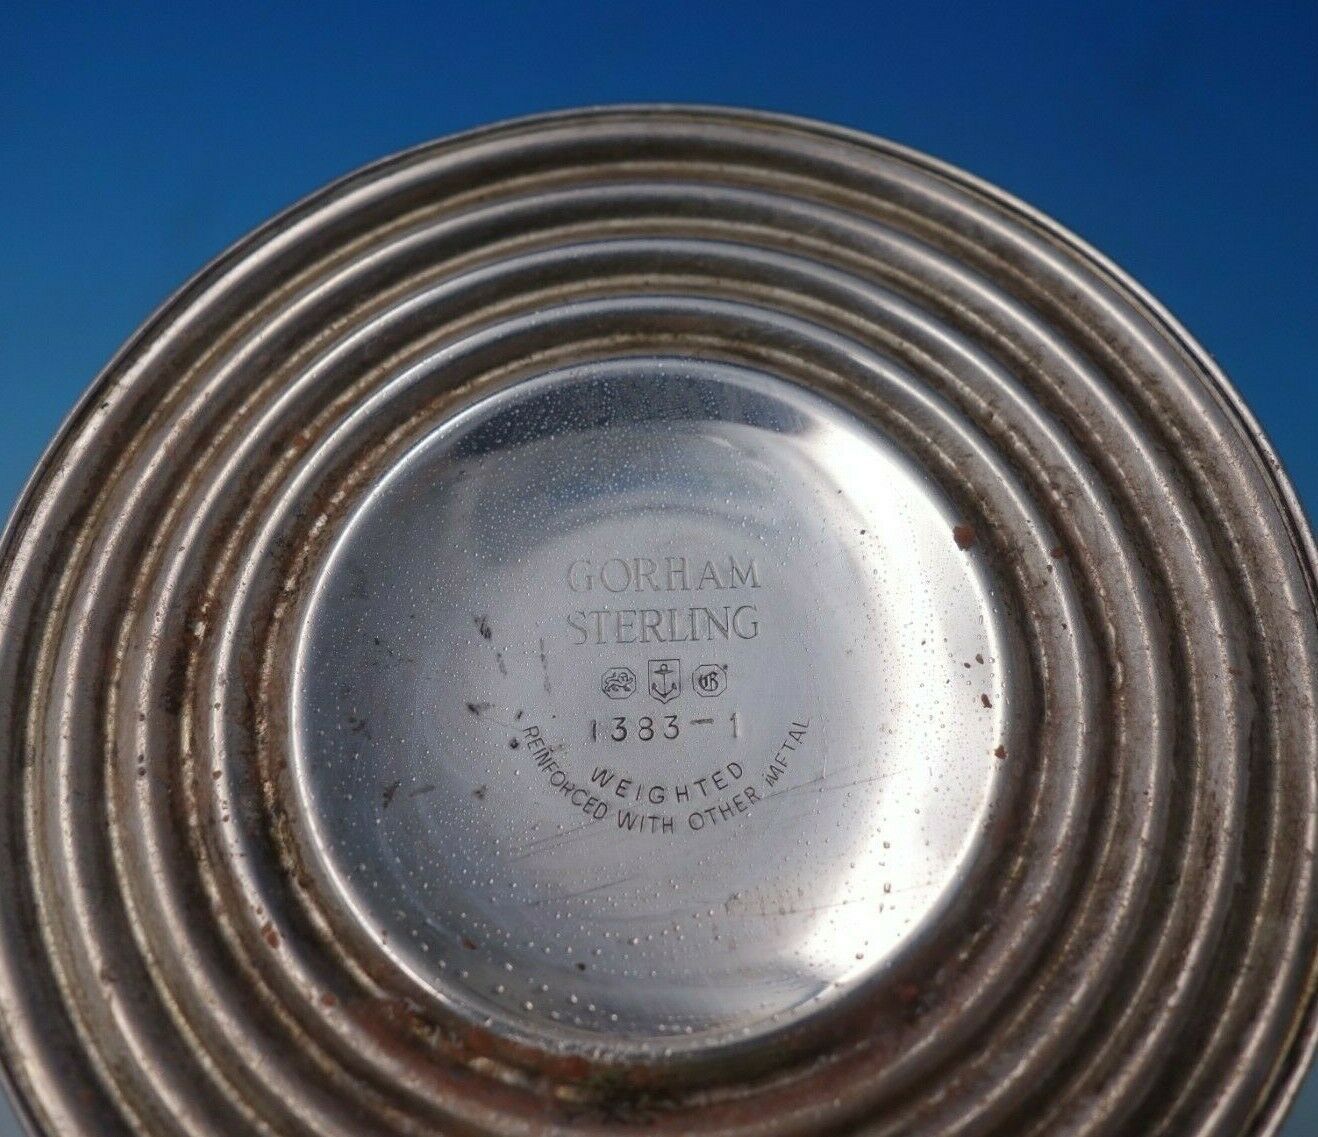 GORHAM
STERLING
G
1383-1
WEIGHTED
REINFORCED WITH OTHER METAL